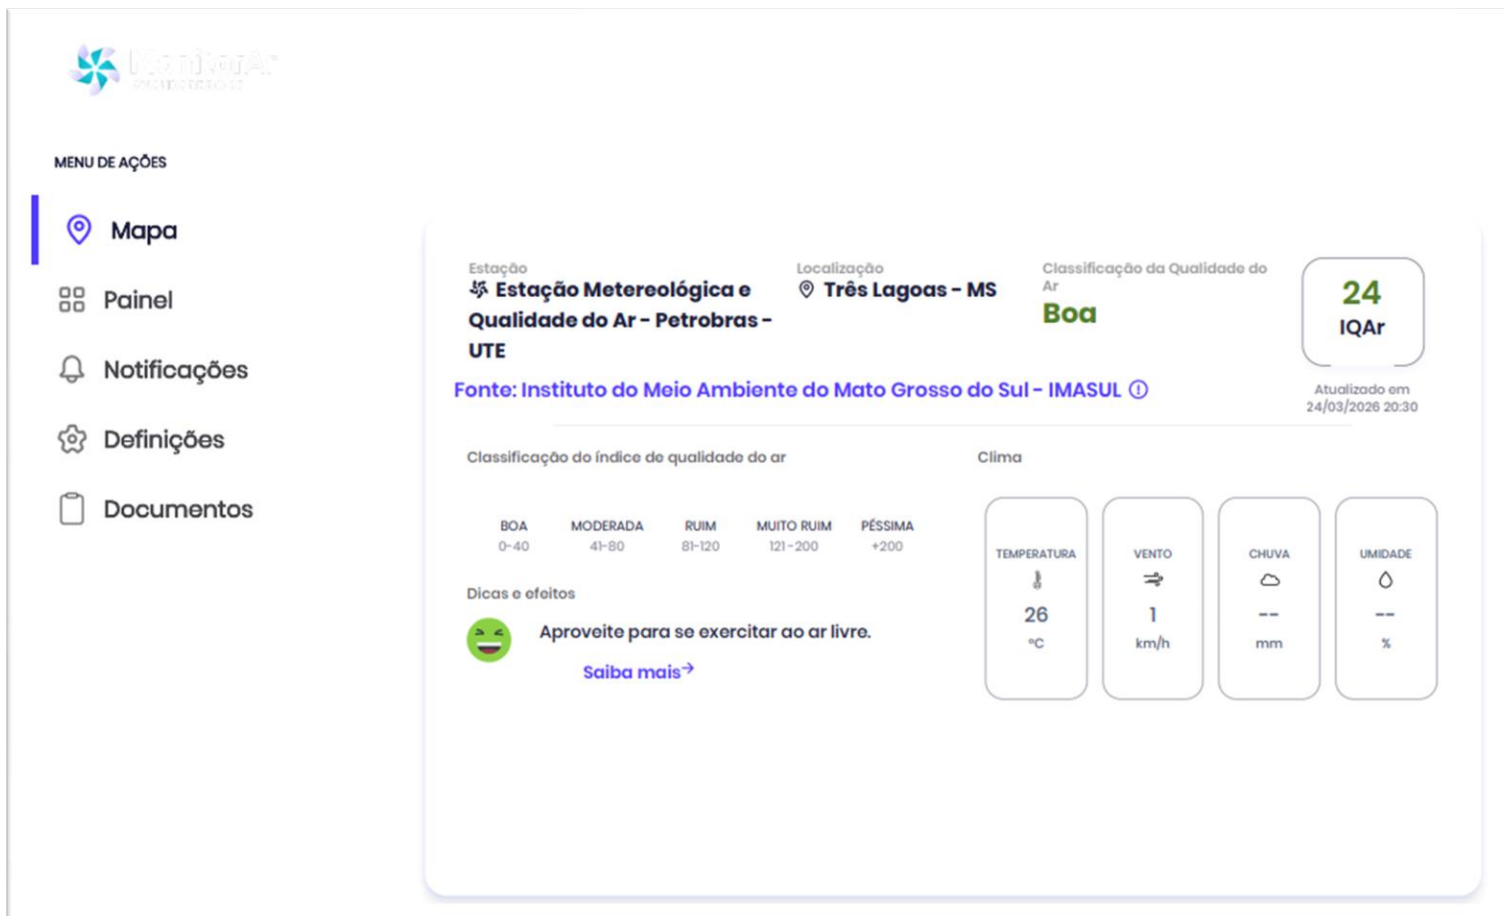 MonitorAr
MENU DE AÇÕES
Mapa
Painel
Notificações
Definições
Documentos
Estação
Estação Metereológica e
Qualidade do Ar - Petrobras -
UTE
Localização
Três Lagoas - MS
Classificação da Qualidade do
Ar
Boa
24
IQAr
Fonte: Instituto do Meio Ambiente do Mato Grosso do Sul - IMASUL
Atualizado em
24/03/2026 20:30
Classificação do índice de qualidade do ar
BOA MODERADA RUIM MUITO RUIM PÉSSIMA
0-40 41-80 81-120 121-200 +200
Dicas e efeitos
Aproveite para se exercitar ao ar livre.
Saiba mais→
Clima
TEMPERATURA VENTO CHUVA UMIDADE
26 1 -- --
°C km/h mm %